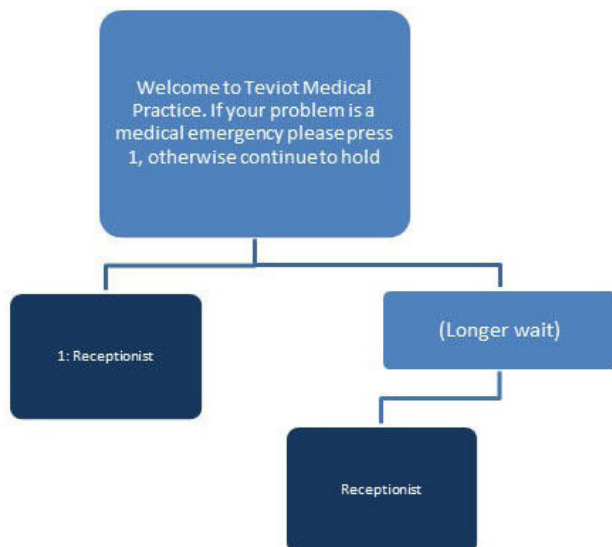 Welcome to Teviot Medical
Practice. If your problem is a
medical emergency please press
1, otherwise continue to hold
1: Receptionist
(Longer wait)
Receptionist